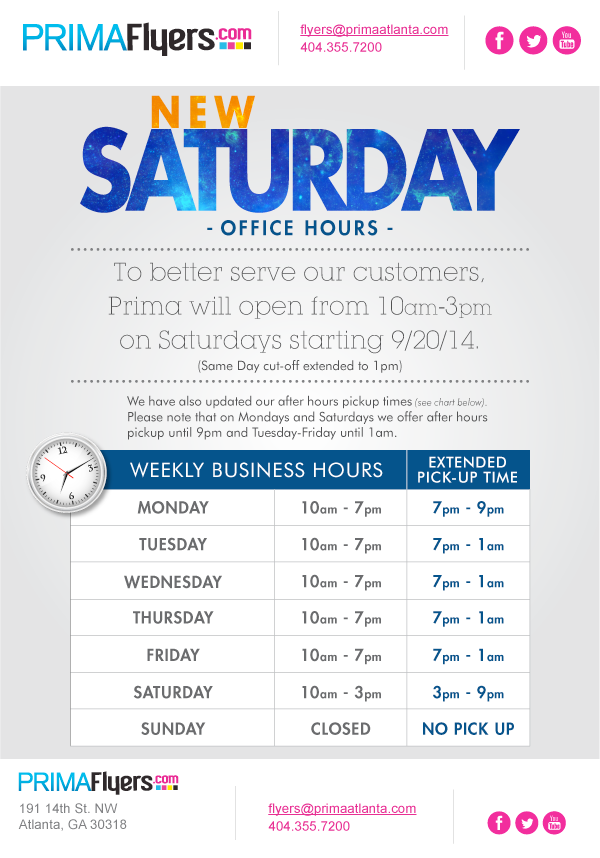 PRIMAFlyers.com
flyers@primaatlanta.com
404.355.7200
You
Tube
NEW
SATURDAY
- OFFICE HOURS -
To better serve our customers,
Prima will open from 10am-3pm
on Saturdays starting 9/20/14.
(Same Day cut-off extended to 1pm)
We have also updated our after hours pickup times (see chart below).
Please note that on Mondays and Saturdays we offer after hours
pickup until 9pm and Tuesday-Friday until 1am.
12
3
6
9
WEEKLY BUSINESS HOURS
EXTENDED
PICK-UP TIME
MONDAY 10am - 7pm 7pm - 9pm
TUESDAY 10am - 7pm 7pm - 1am
WEDNESDAY 10am - 7pm 7pm - 1am
THURSDAY 10am - 7pm 7pm - 1am
FRIDAY 10am - 7pm 7pm - 1am
SATURDAY 10am - 3pm 3pm - 9pm
SUNDAY CLOSED NO PICK UP
PRIMAFlyers.com
191 14th St. NW
Atlanta, GA 30318
flyers@primaatlanta.com
404.355.7200
You
Tube